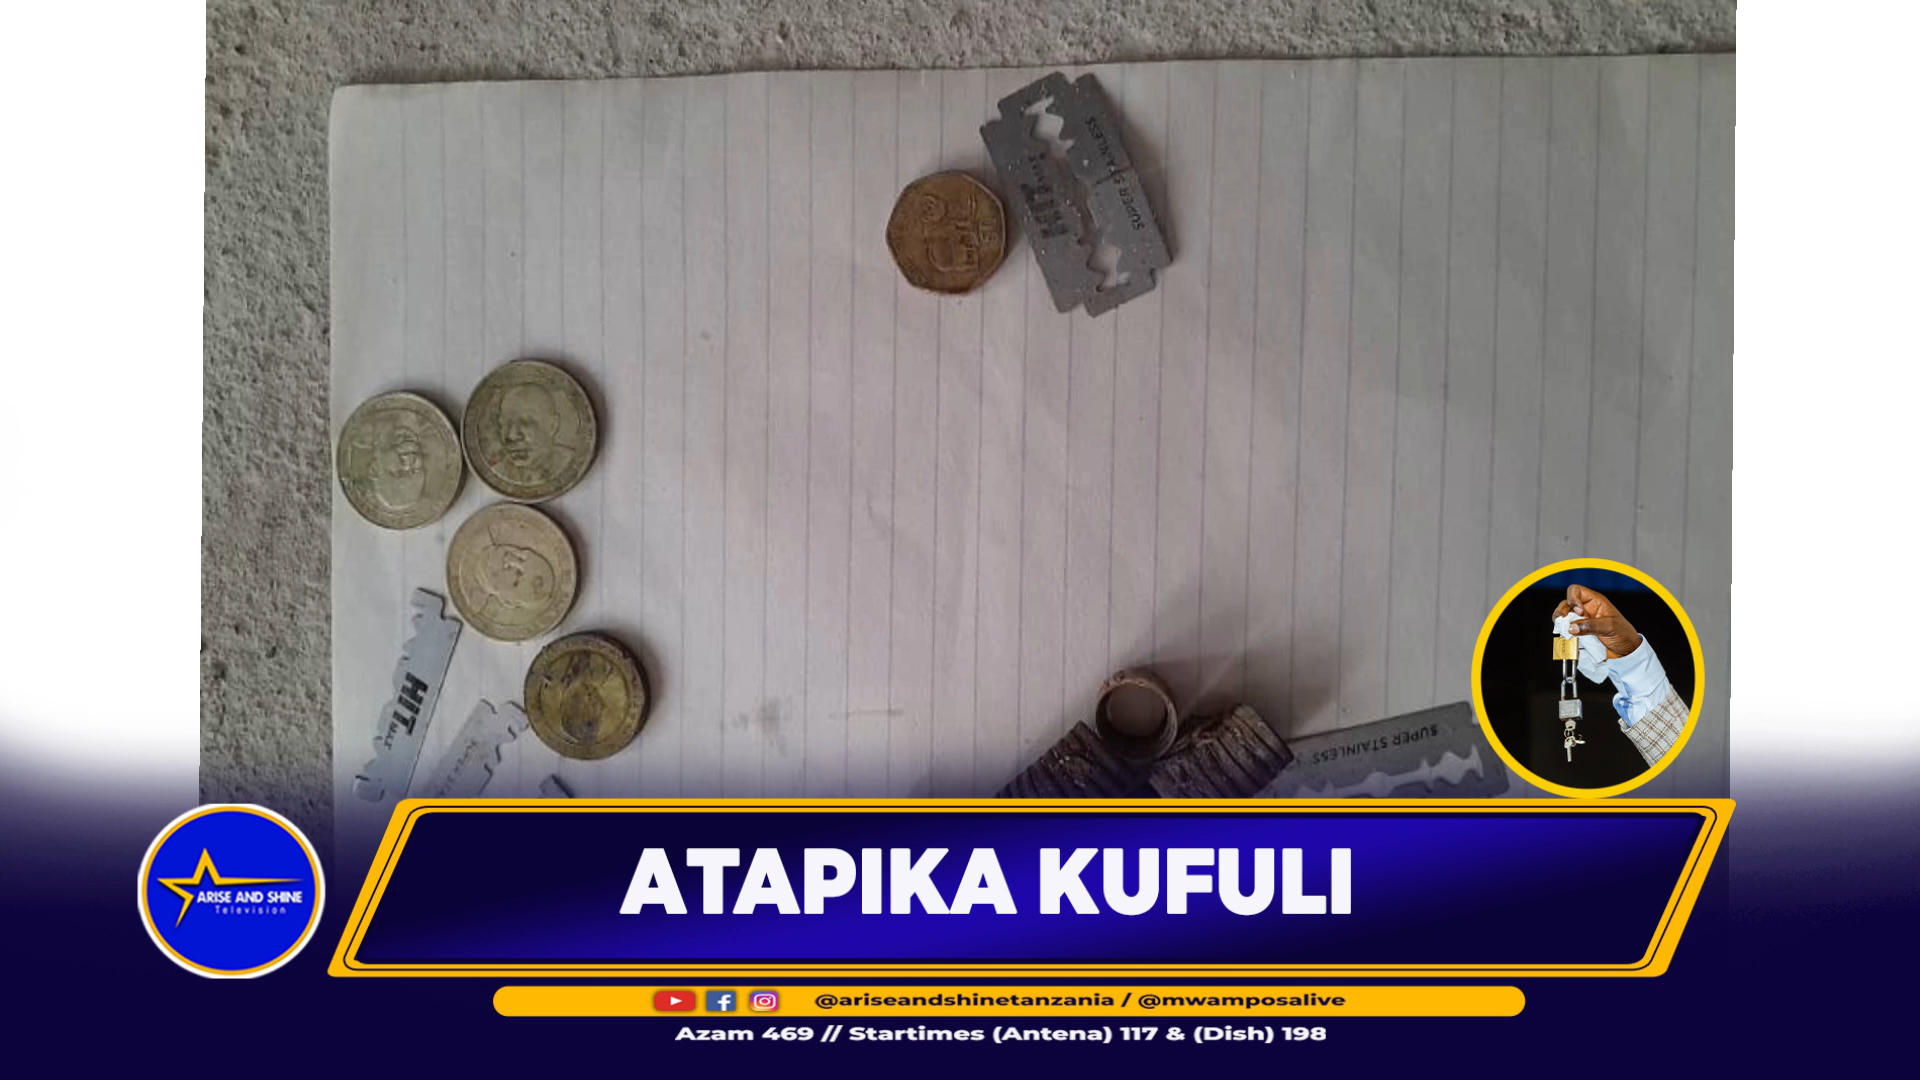 SUPER STAINLESS
HIT
SUPER STAINLESS
ATAPIKA KUFULI
ARISE AND SHINE
Television
@ariseandshinetanzania / @mwamposalive
Azam 469 // Startimes (Antena) 117 & (Dish) 198